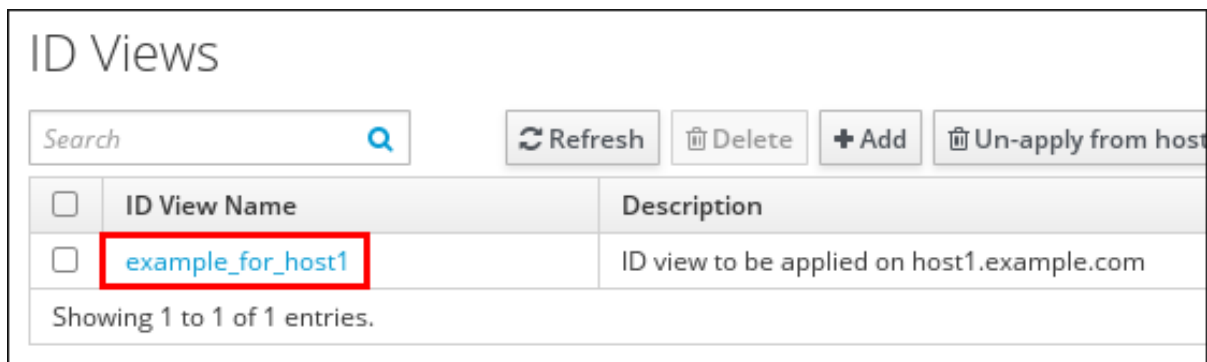 ID Views
Search Refresh Delete Add Un-apply from host
ID View Name Description
example_for_host1 ID view to be applied on host1.example.com
Showing 1 to 1 of 1 entries.